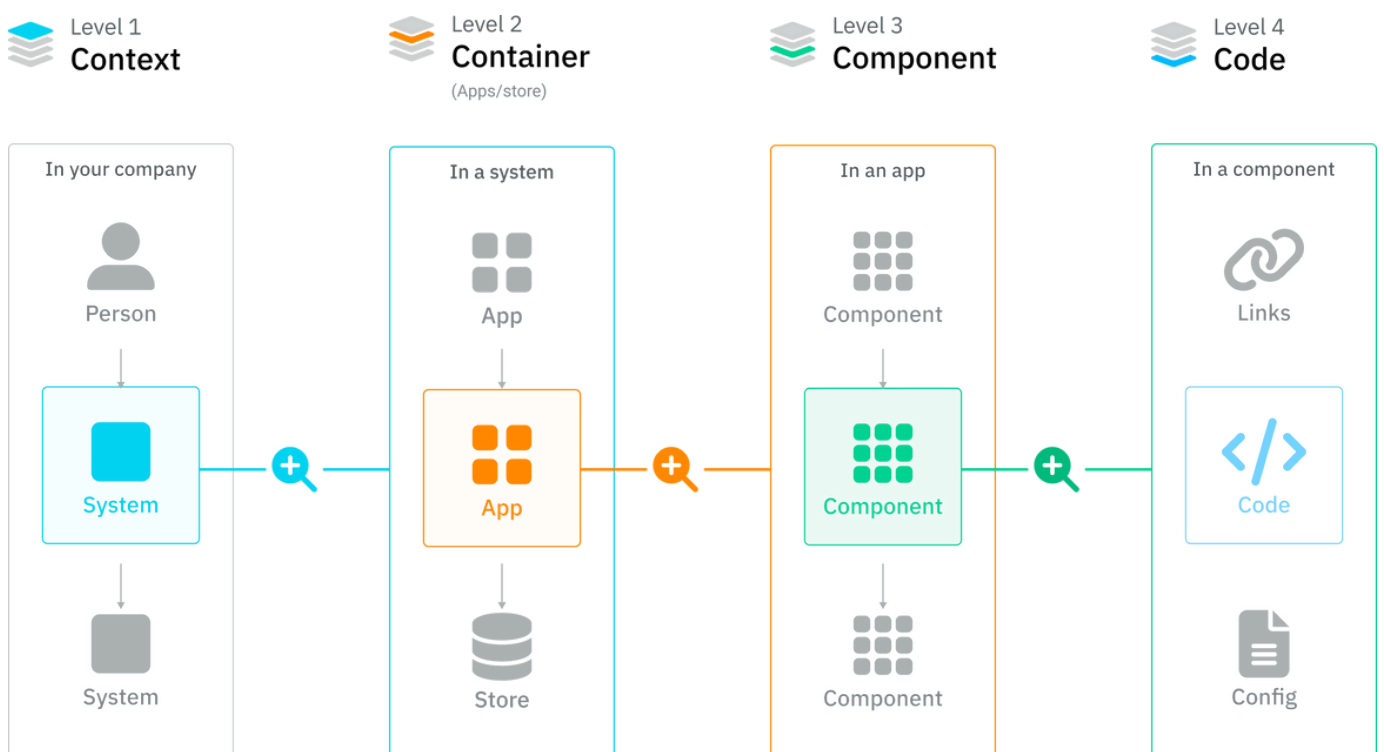 Level 1
Context
Level 2
Container
(Apps/store)
Level 3
Component
Level 4
Code
In your company
Person
System
System
In a system
App
App
Store
In an app
Component
Component
Component
In a component
Links
Code
Config